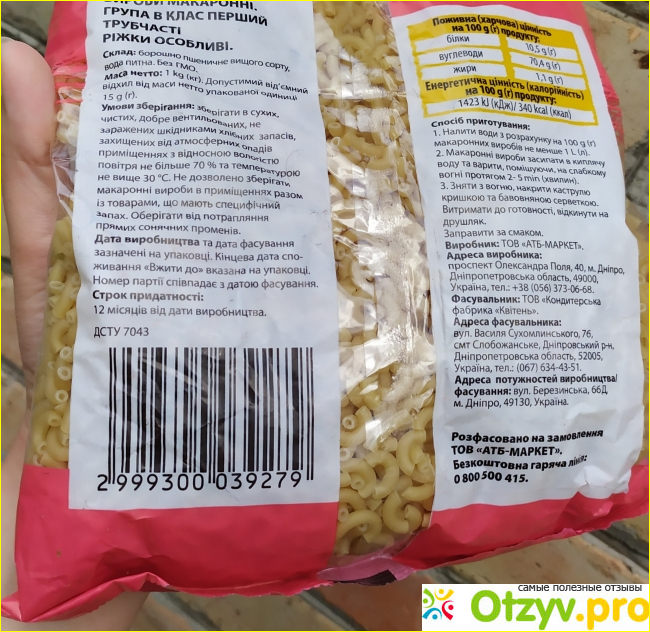 ВИРОБИ МАКАРОННІ.
ГРУПА В КЛАС ПЕРШИЙ
ТРУБЧАСТІ
РІЖКИ ОСОБЛИВІ.
Склад: борошно пшеничне вищого сорту,
вода питна. Без ГМО.
Маса нетто: 1 kg (кг). Допустимий від'ємний
відхил від маси нетто упакованої одиниці
15 g (г).
Умови зберігання: зберігати в сухих,
чистих, добре вентильованих, не
заражених шкідниками хлібних запасів,
захищених від атмосферних опадів
приміщеннях з відносною вологістю
повітря не більше 70 % та температурою
не вище 30 °С. Не дозволено зберігати
макаронні вироби в приміщеннях разом
із товарами, що мають специфічний
запах. Оберігати від потрапляння
прямих сонячних променів.
Дата виробництва та дата фасування
зазначені на упаковці. Кінцева дата спо-
живання «Вжити до» вказана на упаковці.
Номер партії співпадає з датою фасування.
Строк придатності:
12 місяців від дати виробництва.
ДСТУ 7043
2 999300 039279
Поживна (харчова) цінність
на 100 g (г) продукту:
білки 10,5 g (г)
вуглеводи 70,4 g (г)
жири 1,1 g (г)
Енергетична цінність (калорійність)
на 100 g (г) продукту:
1423 kJ (кДж)/ 340 kcal (ккал)
Спосіб приготування:
1. Налити води з розрахунку на 100 g (г)
макаронних виробів не менше 1 L (л).
2. Макаронні вироби засипати в киплячу
воду та варити, помішуючи, на слабкому
вогні протягом 2- 5 min (хвилин).
3. Зняти з вогню, накрити каструлю
кришкою та бавовняною серветкою.
Витримати до готовності, відкинути на
друшляк.
Заправити за смаком.
Виробник: ТОВ «АТБ-МАРКЕТ».
Адреса виробника:
проспект Олександра Поля, 40, м. Дніпро,
Дніпропетровська область, 49000,
Україна, тел.: +38 (056) 373-06-68.
Фасувальник: ТОВ «Кондитерська
фабрика «Квітень».
Адреса фасувальника:
вул. Василя Сухомлинського, 76,
смт Слобожанське, Дніпровський р-н,
Дніпропетровська область, 52005,
Україна, тел.: (067) 634-43-51.
Адреса потужностей виробництва/
фасування: вул. Березинська, 66Д,
м. Дніпро, 49130, Україна.
Розфасовано на замовлення
ТОВ «АТБ-МАРКЕТ».
Безкоштовна гаряча лінія:
0 800 500 415.
самые полезные отзывы
Otzyv.pro